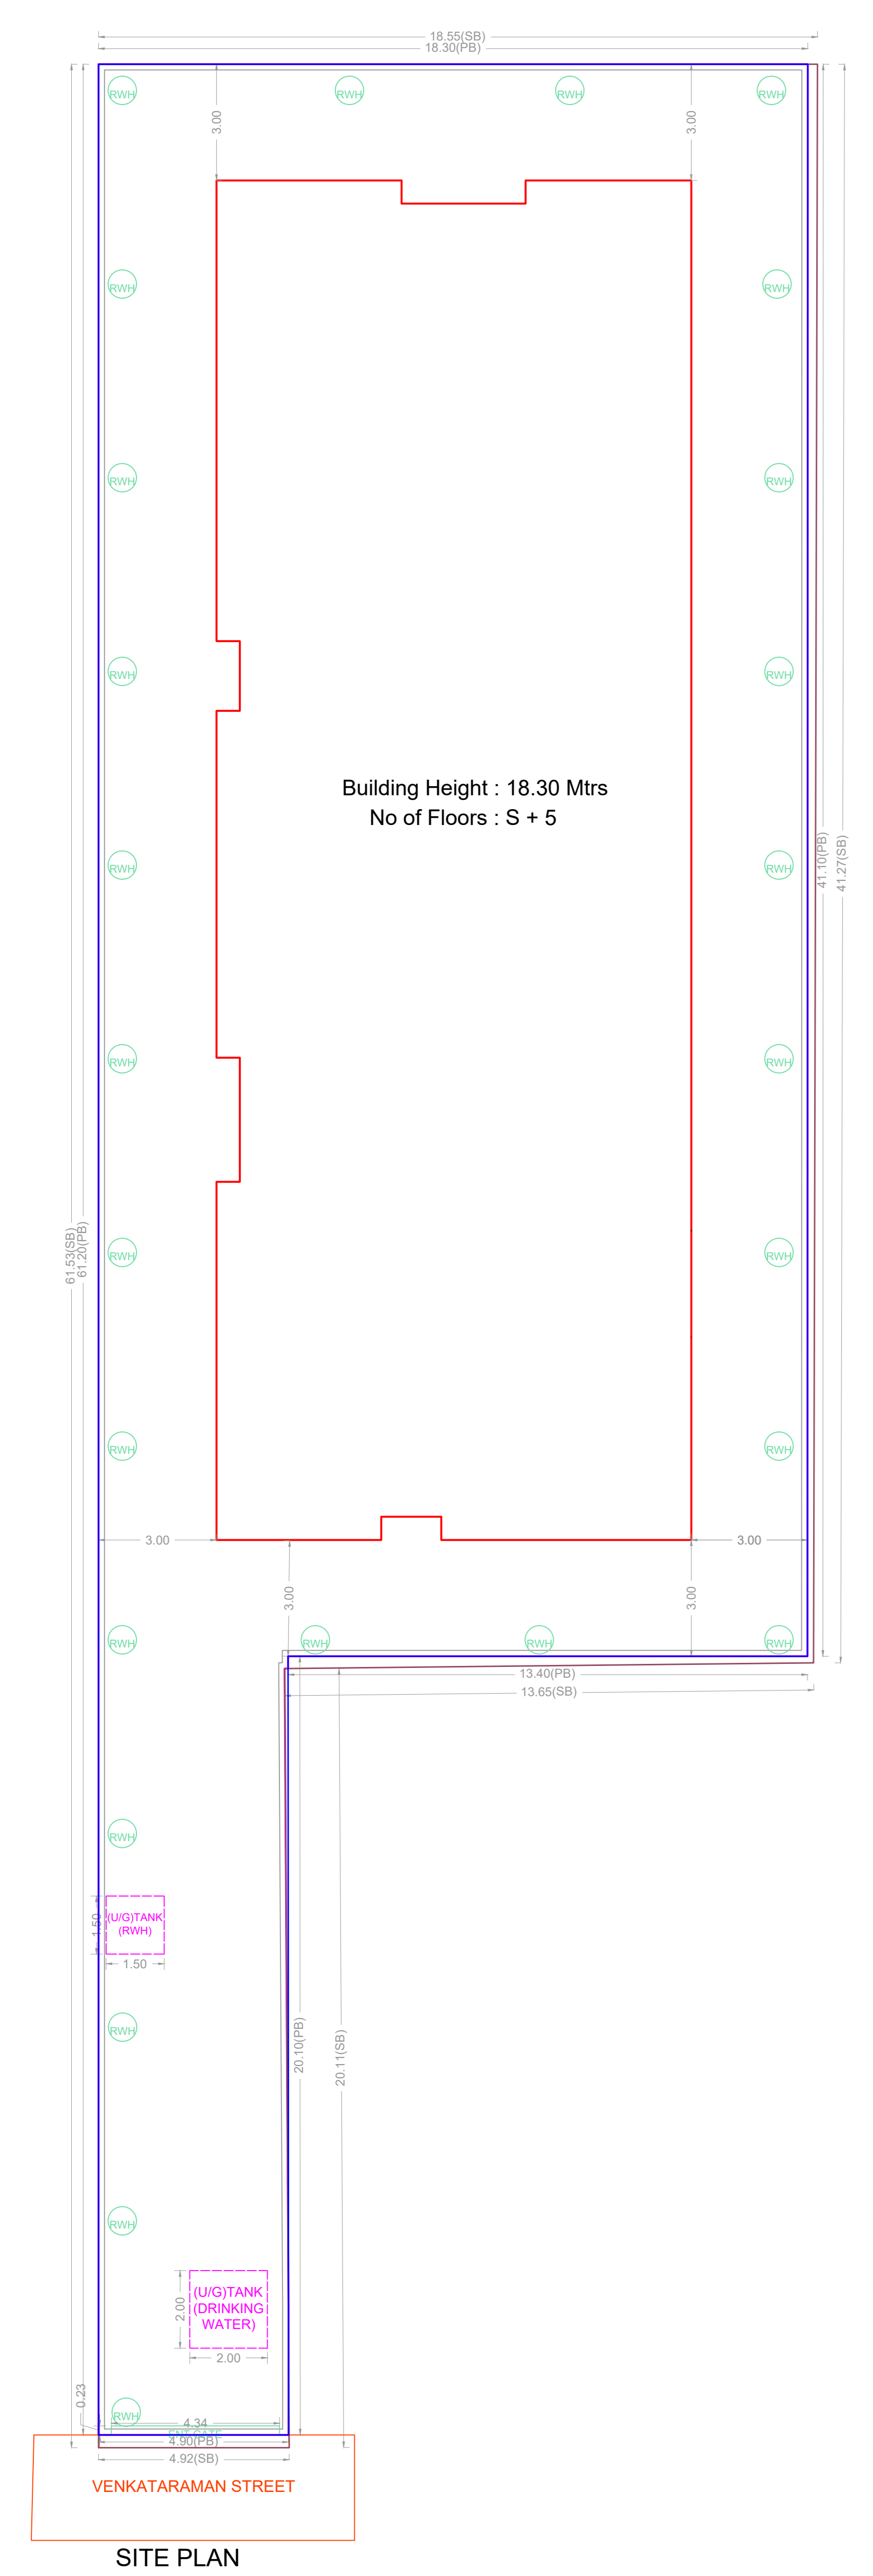 18.55(SB)
18.30(PB)
RWH RWH RWH RWH
3.00 3.00
RWH RWH
RWH RWH
RWH RWH
Building Height : 18.30 Mtrs
No of Floors : S + 5
41.10(PB)
41.27(SB)
RWH RWH
RWH RWH
61.53(SB)
61.20(PB)
RWH RWH
RWH RWH
3.00 3.00
3.00 3.00
RWH RWH RWH RWH
13.40(PB)
13.65(SB)
RWH
1.50
(U/G)TANK
(RWH)
1.50
RWH
20.10(PB)
20.11(SB)
RWH
2.00
(U/G)TANK
(DRINKING
WATER)
2.00
0.23
RWH
4.34
ENT GATE
4.90(PB)
4.92(SB)
VENKATARAMAN STREET
SITE PLAN